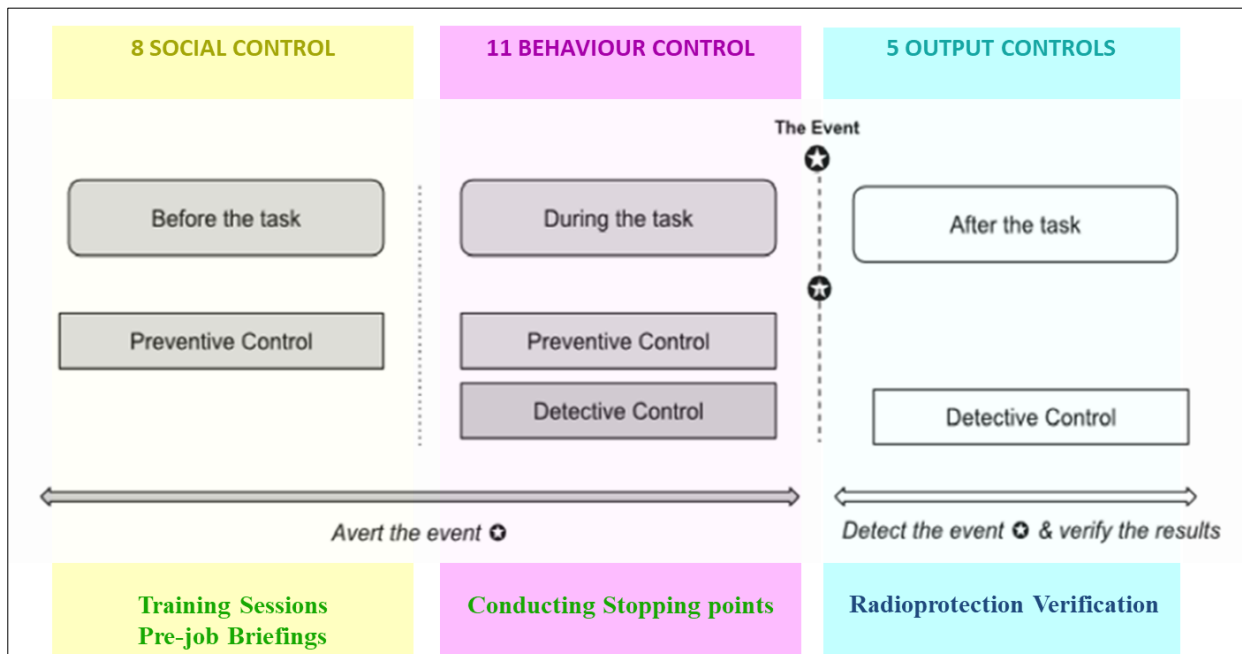 8 SOCIAL CONTROL
11 BEHAVIOUR CONTROL
5 OUTPUT CONTROLS
The Event
Before the task
During the task
After the task
Preventive Control
Preventive Control
Detective Control
Detective Control
Avert the event ✪
Detect the event ✪ & verify the results
Training Sessions
Pre-job Briefings
Conducting Stopping points
Radioprotection Verification